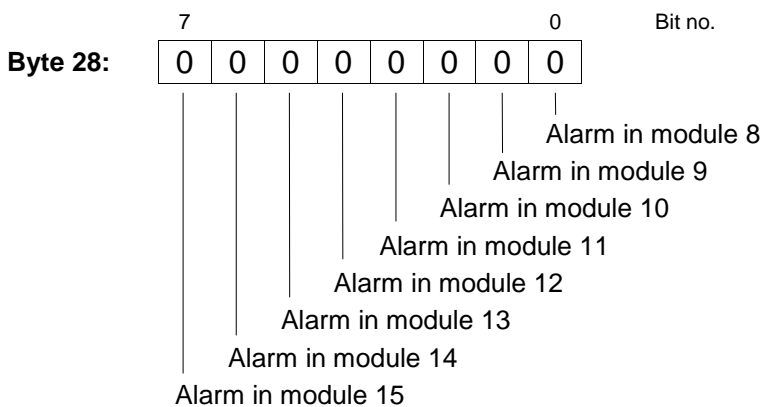 7 0 Bit no.
Byte 28: 0 0 0 0 0 0 0 0
Alarm in module 8
Alarm in module 9
Alarm in module 10
Alarm in module 11
Alarm in module 12
Alarm in module 13
Alarm in module 14
Alarm in module 15